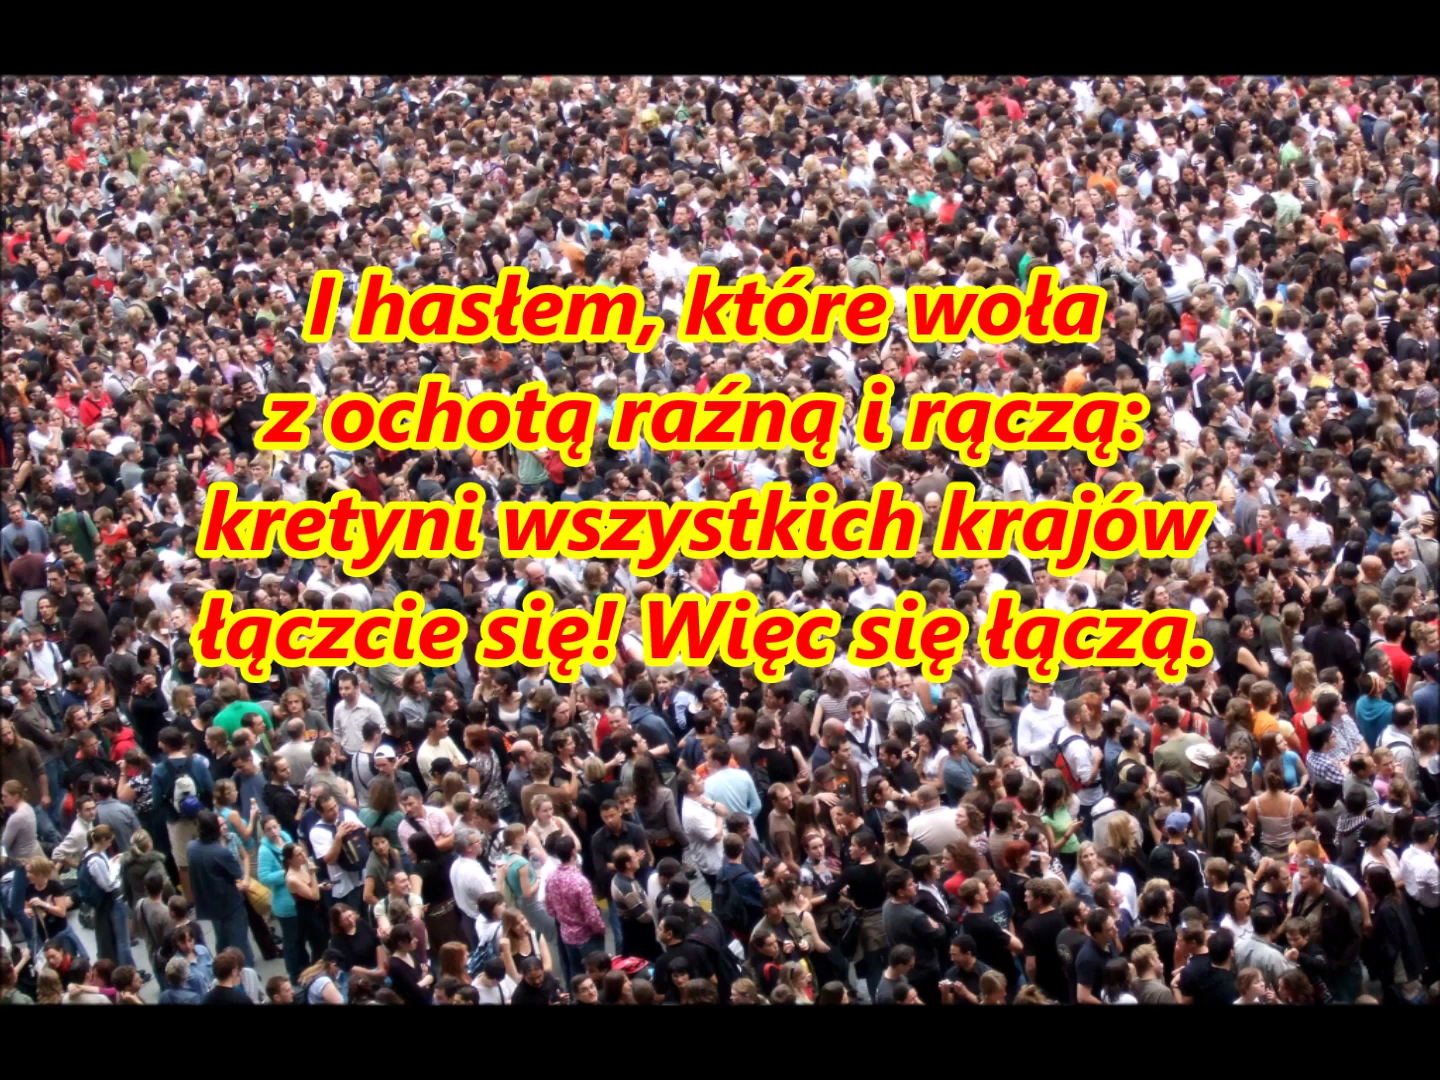 I hasłem, które woła
z ochotą raźną i rączą:
kretyni wszystkich krajów
łączcie się! Więc się łączą.